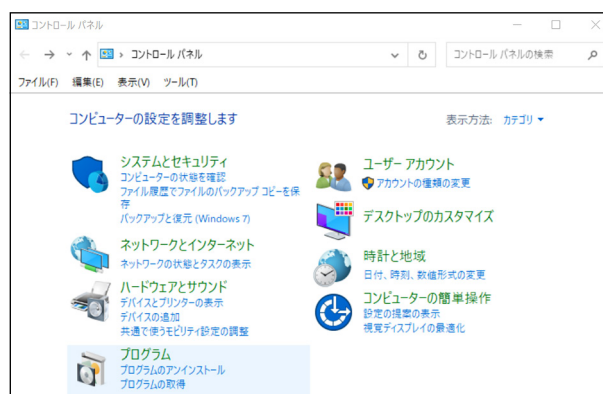 コントロール パネル
コントロール パネル
コントロール パネルの検索
ファイル(F) 編集(E) 表示(V) ツール(T)
コンピューターの設定を調整します
表示方法: カテゴリ
システムとセキュリティ
コンピューターの状態を確認
ファイル履歴でファイルのバックアップ コピーを保
存
バックアップと復元 (Windows 7)
ネットワークとインターネット
ネットワークの状態とタスクの表示
ハードウェアとサウンド
デバイスとプリンターの表示
デバイスの追加
共通で使うモビリティ設定の調整
プログラム
プログラムのアンインストール
プログラムの取得
ユーザー アカウント
アカウントの種類の変更
デスクトップのカスタマイズ
時計と地域
日付、時刻、数値形式の変更
コンピューターの簡単操作
設定の提案の表示
視覚ディスプレイの最適化